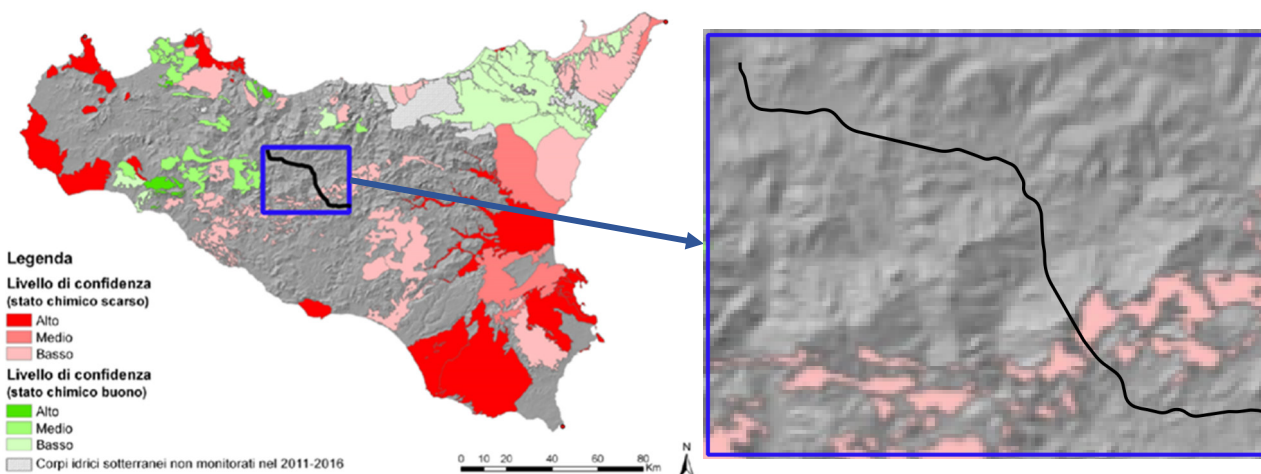 Legenda
Livello di confidenza
(stato chimico scarso)
Alto
Medio
Basso
Livello di confidenza
(stato chimico buono)
Alto
Medio
Basso
Corpi idrici sotterranei non monitorati nel 2011-2016
0 10 20 40 60 80
Km
N